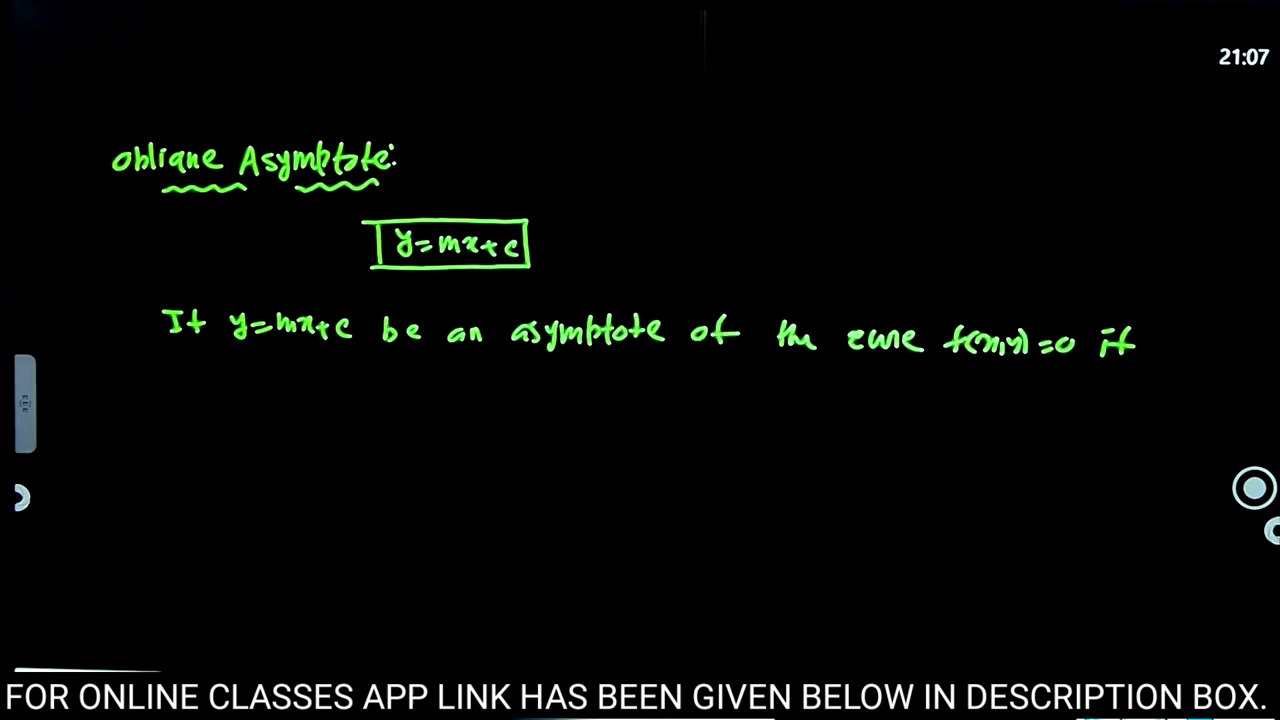 21:07
Oblique Asymptote:
y=mx+c
If y=mx+c be an asymptote of the curve f(x,y)=0 if
FOR ONLINE CLASSES APP LINK HAS BEEN GIVEN BELOW IN DESCRIPTION BOX.